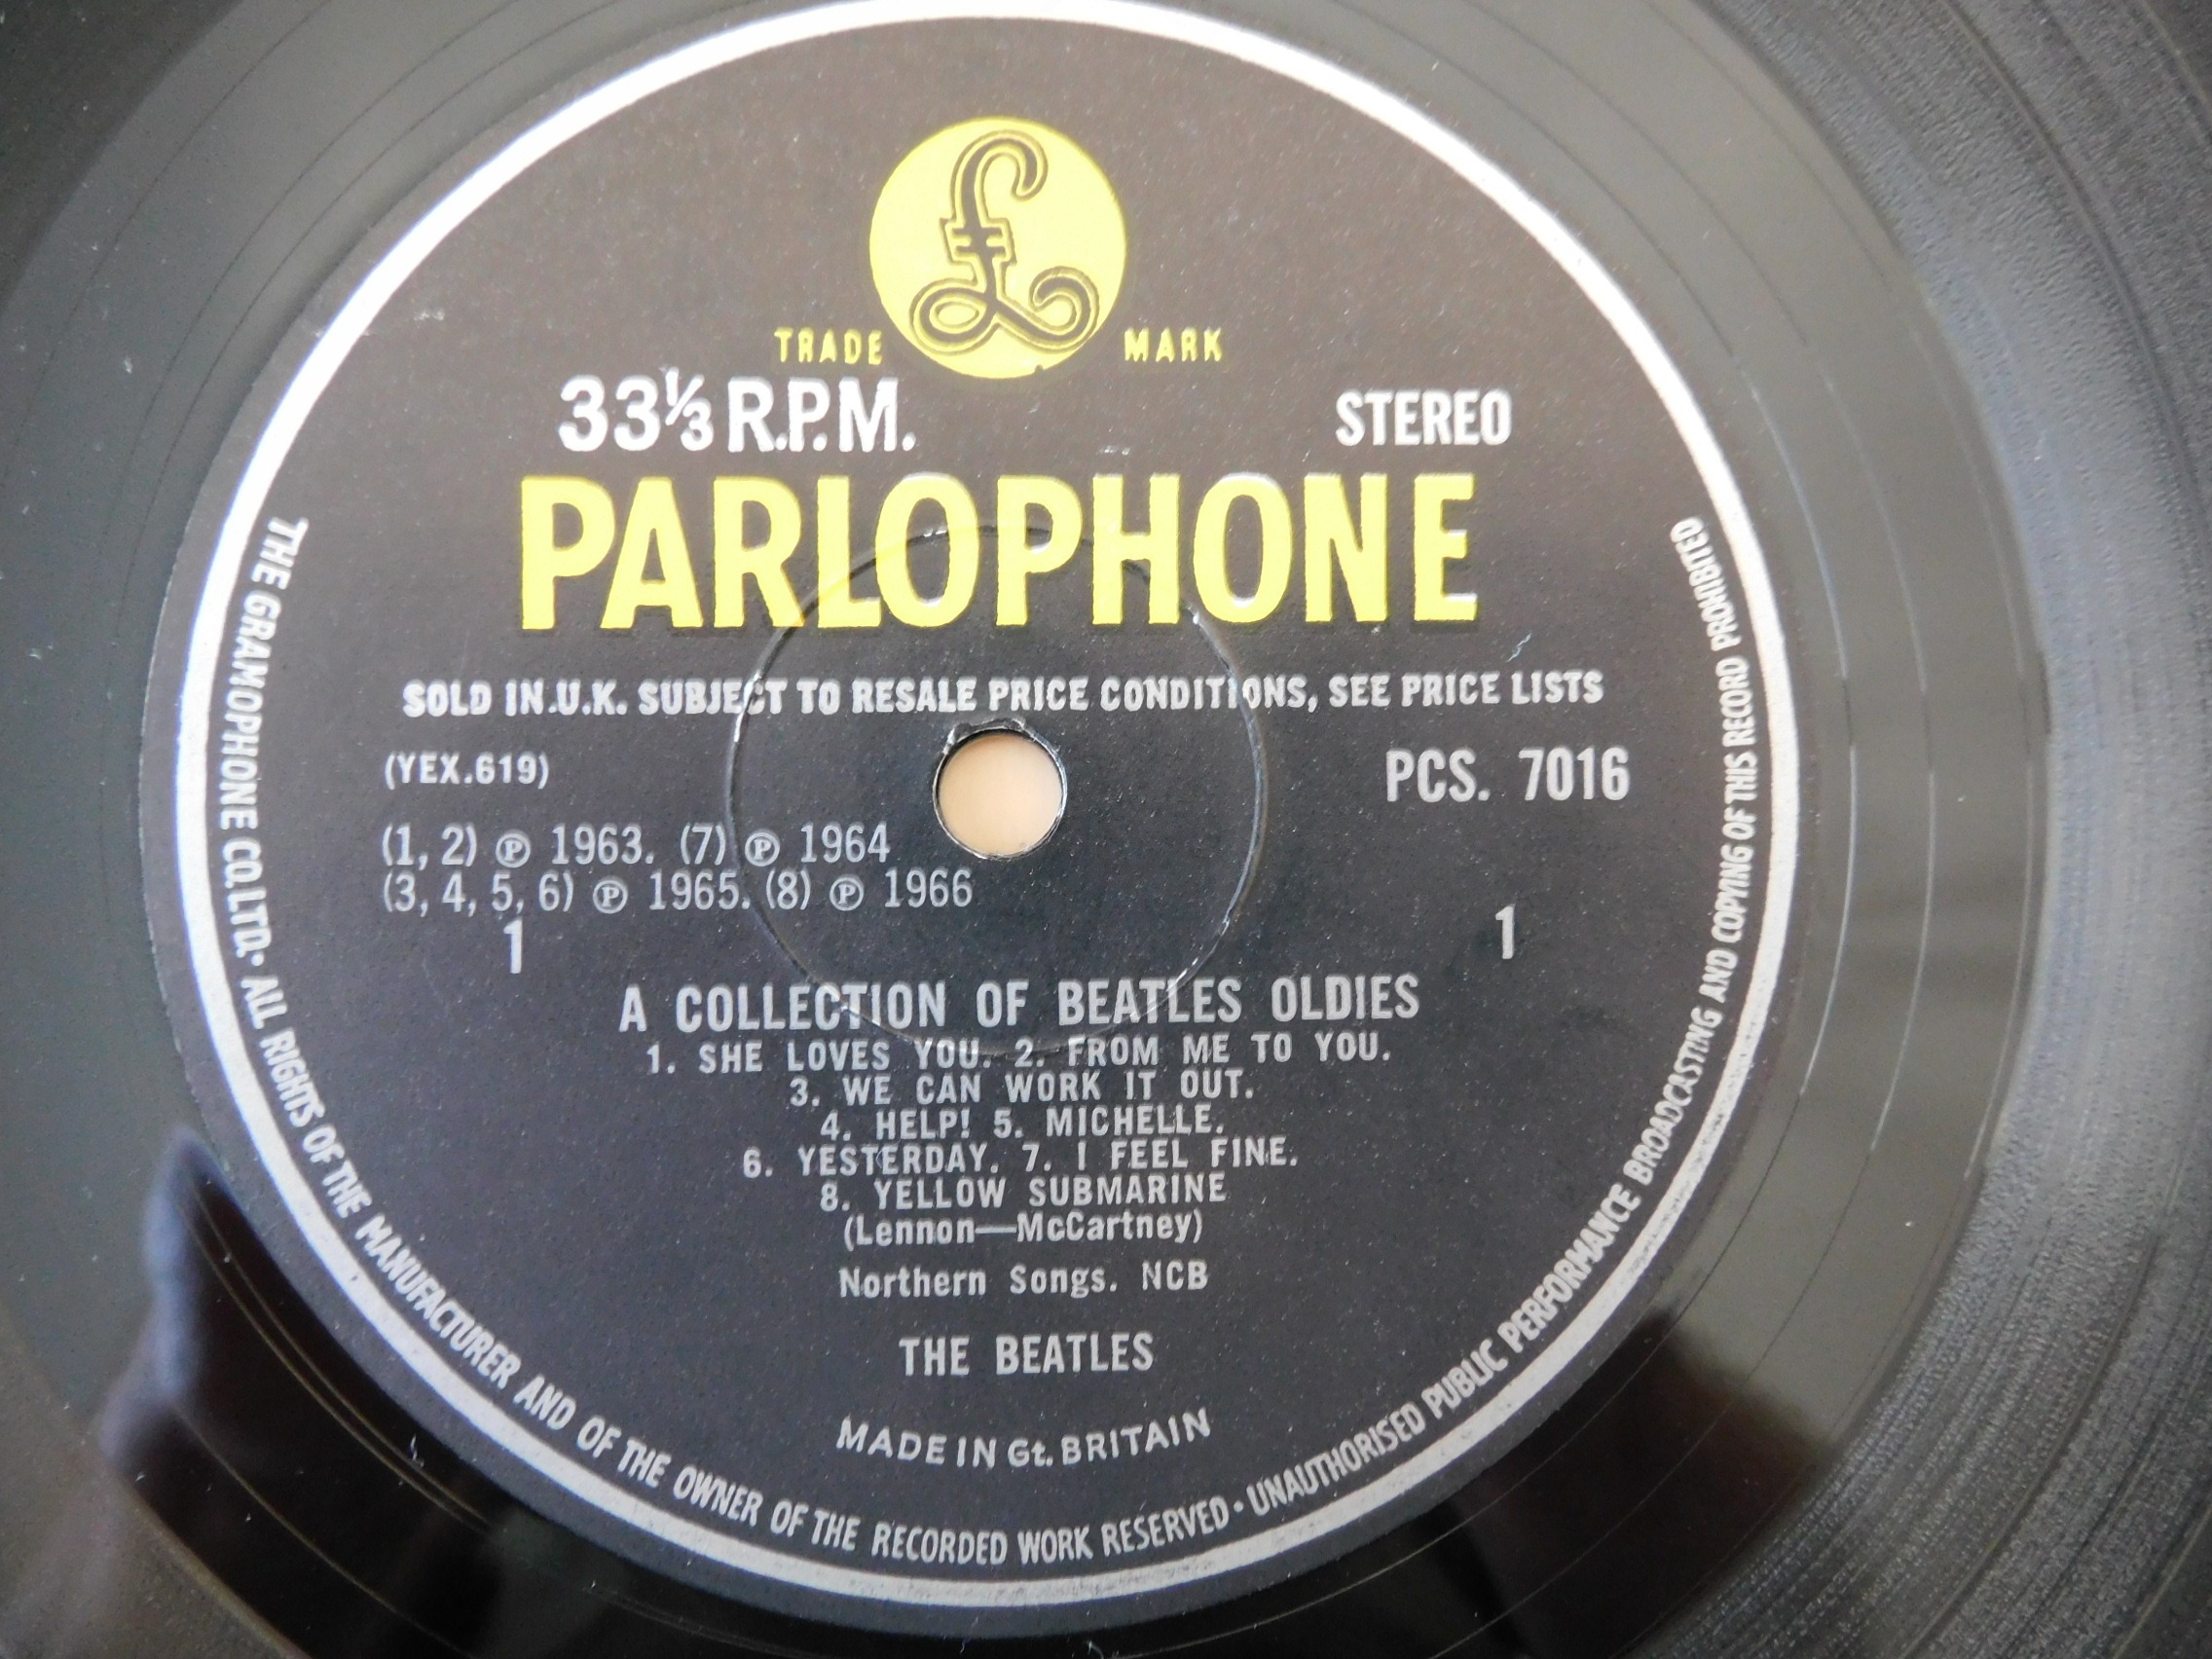 £
TRADE MARK
33⅓ R.P.M. STEREO
PARLOPHONE
SOLD IN.U.K. SUBJECT TO RESALE PRICE CONDITIONS, SEE PRICE LISTS
(YEX.619) PCS. 7016
(1, 2) ℗ 1963. (7) ℗ 1964
(3, 4, 5, 6) ℗ 1965. (8) ℗ 1966
1 1
A COLLECTION OF BEATLES OLDIES
1. SHE LOVES YOU. 2. FROM ME TO YOU.
3. WE CAN WORK IT OUT.
4. HELP! 5. MICHELLE.
6. YESTERDAY. 7. I FEEL FINE.
8. YELLOW SUBMARINE
(Lennon—McCartney)
Northern Songs. NCB
THE BEATLES
MADE IN Gt. BRITAIN
THE GRAMOPHONE CO. LTD. • ALL RIGHTS OF THE MANUFACTURER AND OF THE OWNER OF THE RECORDED WORK RESERVED • UNAUTHORISED PUBLIC PERFORMANCE BROADCASTING AND COPYING OF THIS RECORD PROHIBITED